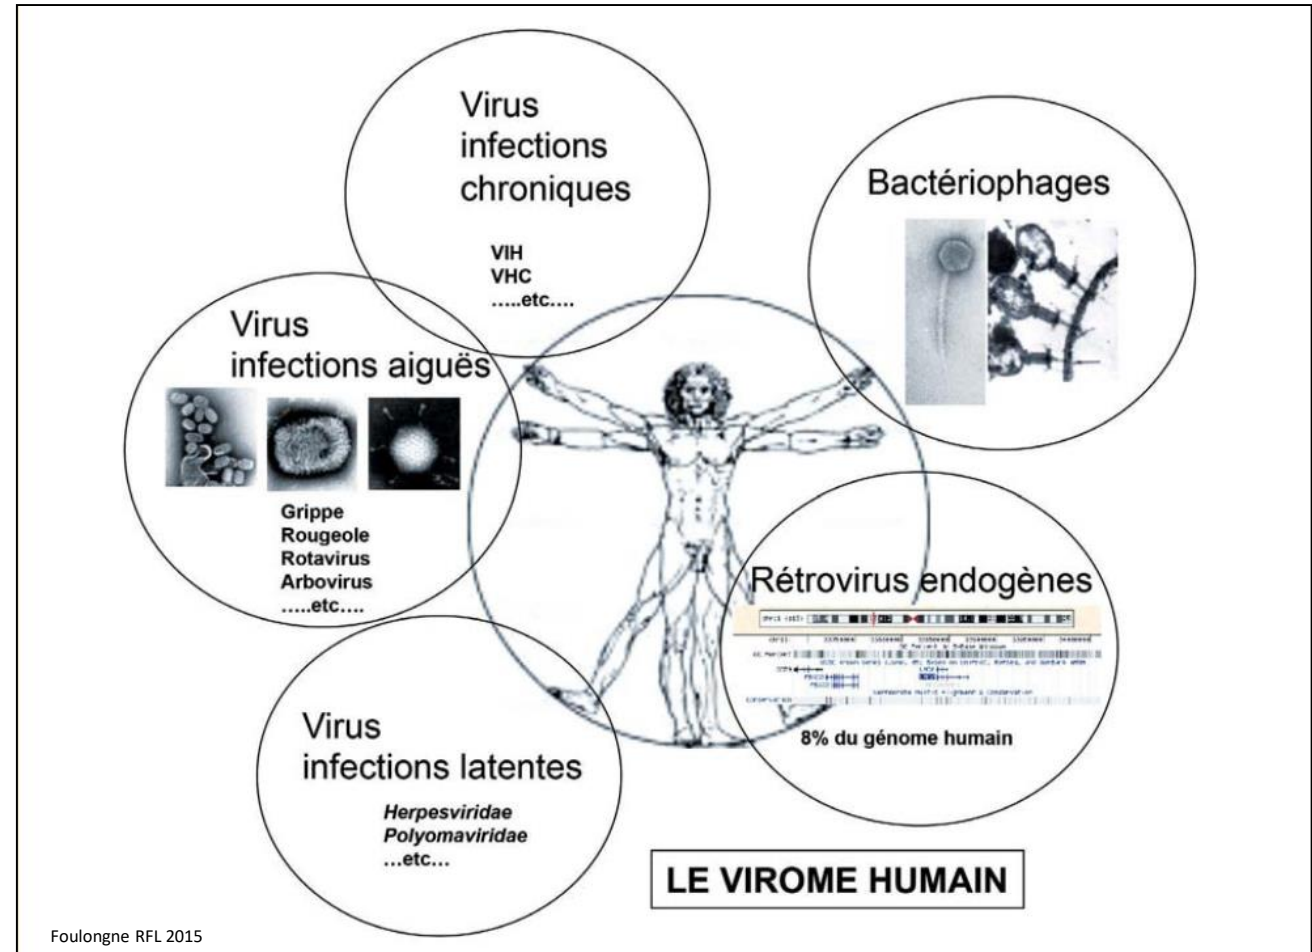 Virus
infections
chroniques
VIH
VHC
.....etc....
Bactériophages
Virus
infections aiguës
Grippe
Rougeole
Rotavirus
Arbovirus
.....etc....
Rétrovirus endogènes
8% du génome humain
Virus
infections latentes
Herpesviridae
Polyomaviridae
...etc...
LE VIROME HUMAIN
Foulongne RFL 2015